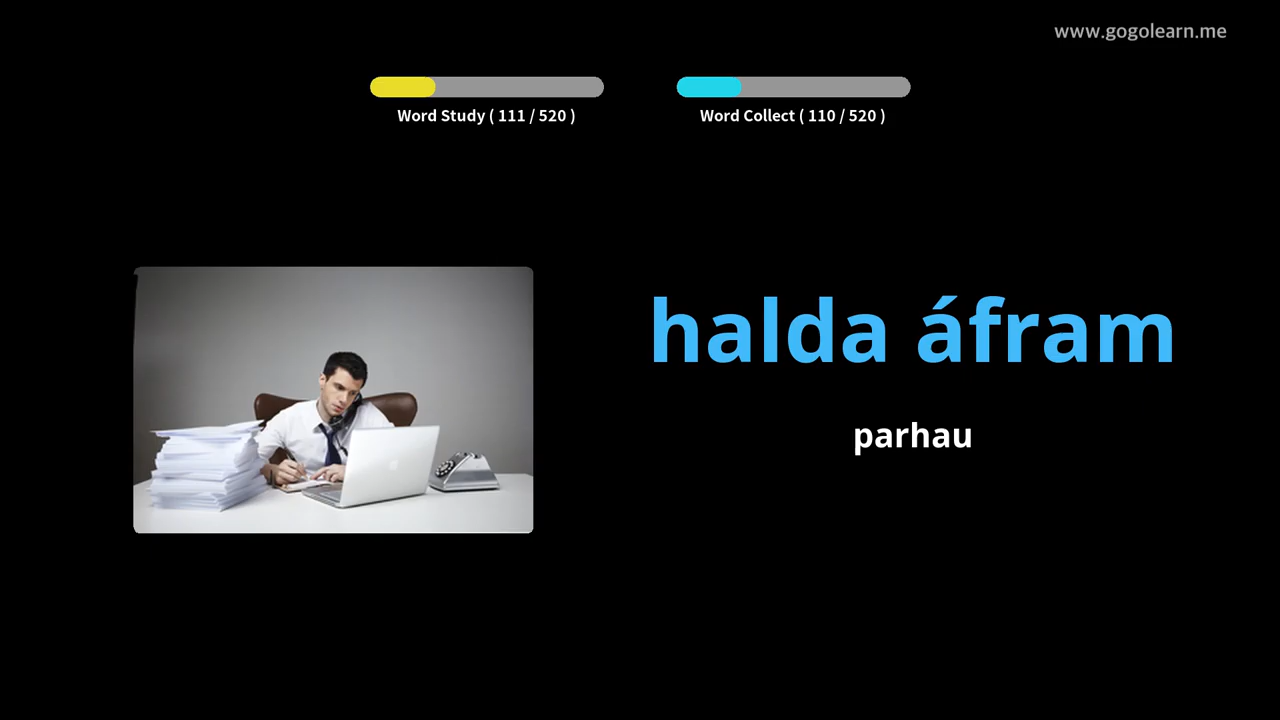 www.gogolearn.me
Word Study ( 111 / 520 )
Word Collect ( 110 / 520 )
halda áfram
parhau